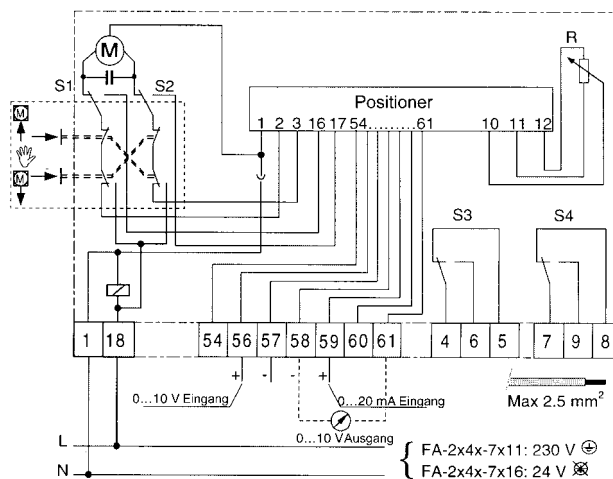 M
S1
S2
R
Positioner
1 2 3 16 17 54.........61 10 11 12
M
M
S3
S4
1 18 54 56 57 58 59 60 61 4 6 5 7 9 8
+ - - +
0...10 V Eingang
0...20 mA Eingang
0...10 V Ausgang
Max 2.5 mm²
L
N
FA-2x4x-7x11: 230 V
FA-2x4x-7x16: 24 V